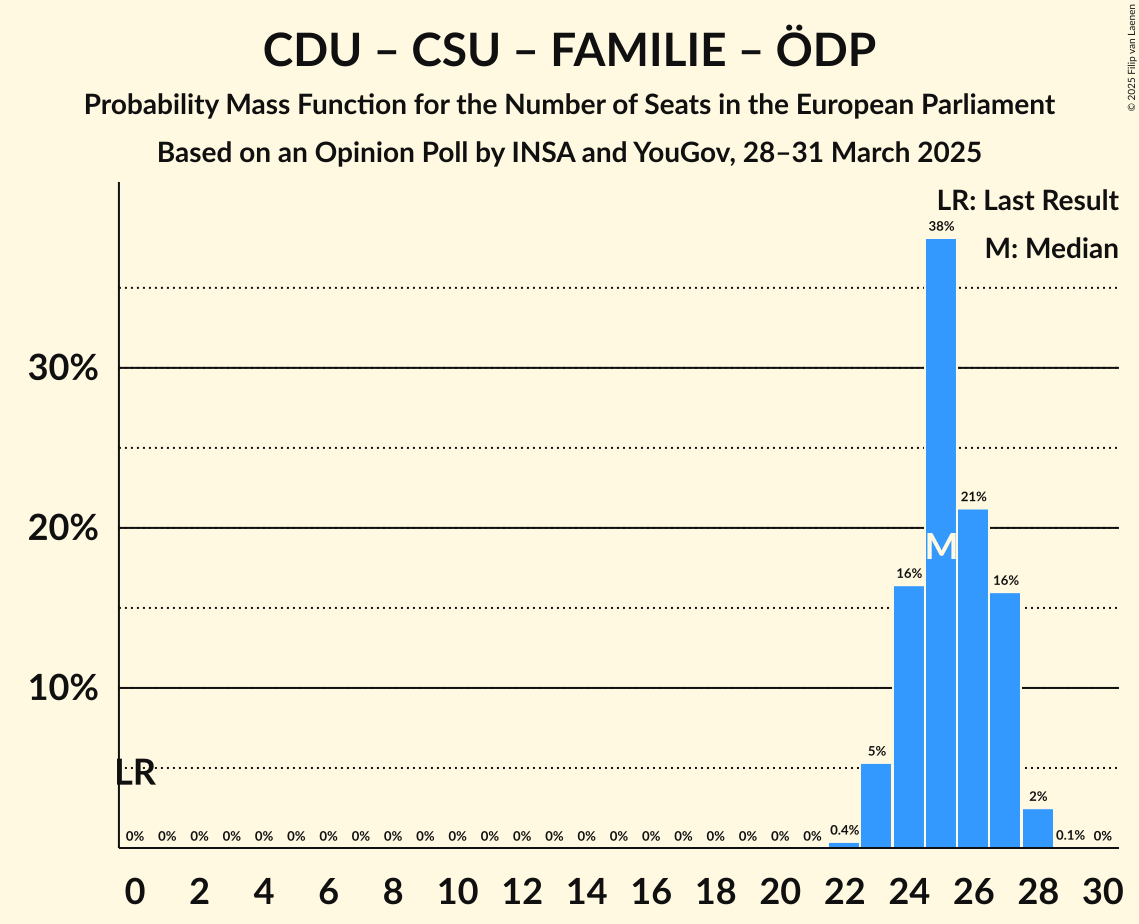 CDU – CSU – FAMILIE – ÖDP
Probability Mass Function for the Number of Seats in the European Parliament
Based on an Opinion Poll by INSA and YouGov, 28–31 March 2025
© 2025 Filip van Laenen
LR: Last Result
M: Median
38%
30%
21%
20%
M
16%
16%
10%
5%
LR
2%
0% 0% 0% 0% 0% 0% 0% 0% 0% 0% 0% 0% 0% 0% 0% 0% 0% 0% 0% 0% 0% 0% 0.4% 0.1% 0%
0 2 4 6 8 10 12 14 16 18 20 22 24 26 28 30